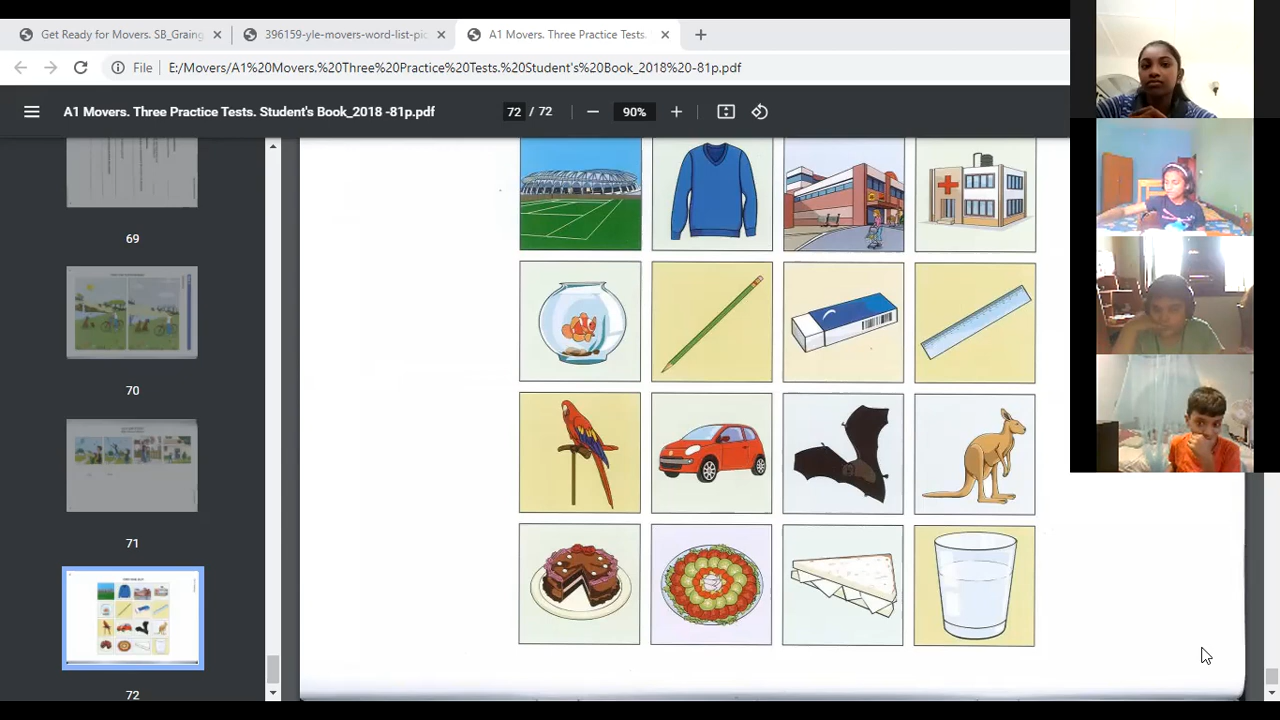 Get Ready for Movers. SB_Graing
396159-yle-movers-word-list-pic
A1 Movers. Three Practice Tests.
File
E:/Movers/A1%20Movers.%20Three%20Practice%20Tests.%20Student's%20Book_2018%20-81p.pdf
A1 Movers. Three Practice Tests. Student's Book_2018 -81p.pdf
72 / 72
90%
69
70
71
72